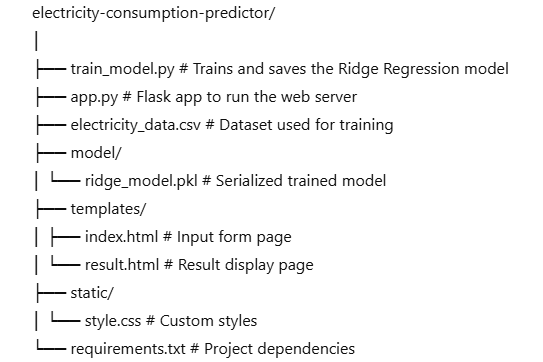 electricity-consumption-predictor/
│
├── train_model.py # Trains and saves the Ridge Regression model
├── app.py # Flask app to run the web server
├── electricity_data.csv # Dataset used for training
├── model/
│ └── ridge_model.pkl # Serialized trained model
├── templates/
│ ├── index.html # Input form page
│ └── result.html # Result display page
├── static/
│ └── style.css # Custom styles
└── requirements.txt # Project dependencies